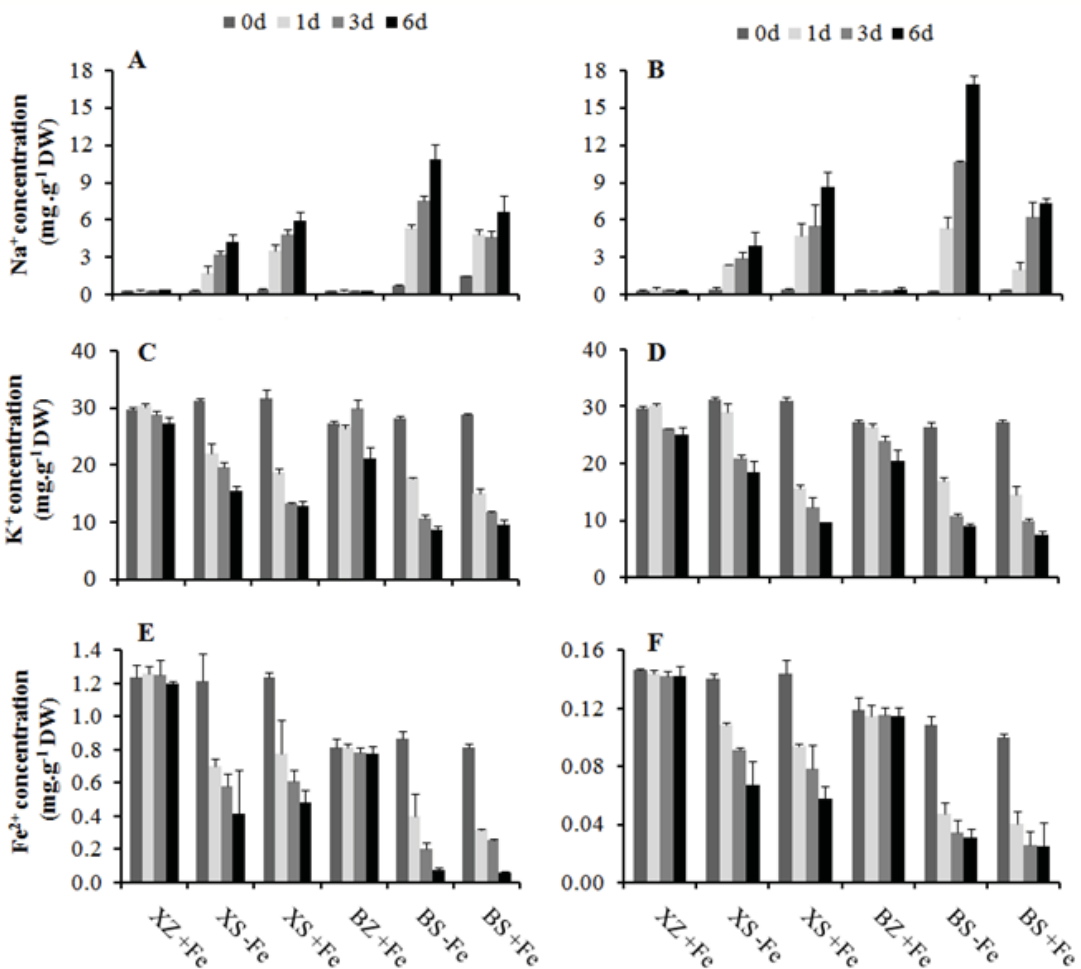 0d 1d 3d 6d
0d 1d 3d 6d
A
Na⁺ concentration
(mg.g⁻¹ DW)
18
15
12
9
6
3
0
B
18
15
12
9
6
3
0
C
K⁺ concentration
(mg.g⁻¹ DW)
40
30
20
10
0
D
40
30
20
10
0
E
Fe²⁺ concentration
(mg.g⁻¹ DW)
1.4
1.2
1.0
0.8
0.6
0.4
0.2
0.0
F
0.16
0.12
0.08
0.04
0.00
XZ+Fe
XS-Fe
XS+Fe
BZ+Fe
BS-Fe
BS+Fe
XZ+Fe
XS-Fe
XS+Fe
BZ+Fe
BS-Fe
BS+Fe